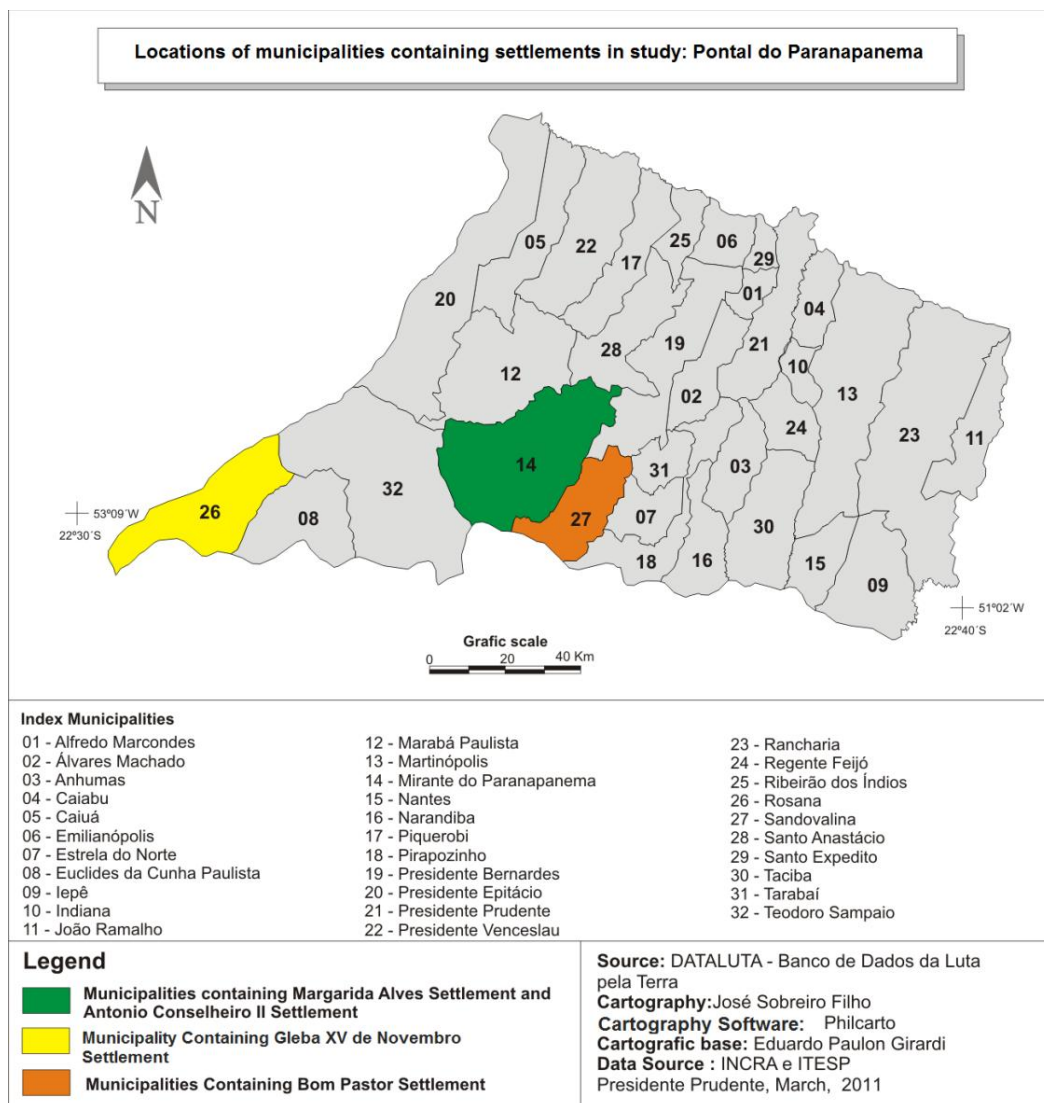 Locations of municipalities containing settlements in study: Pontal do Paranapanema
N
05
22
17
25
06
29
01
04
20
28
19
21
10
13
12
02
24
23
11
14
31
03
32
26
08
27
07
30
18
16
15
09
53º09´W
22º30´S
51º02´W
22º40´S
Grafic scale
0 20 40 Km
Index Municipalities
01 - Alfredo Marcondes
02 - Álvares Machado
03 - Anhumas
04 - Caiabu
05 - Caiuá
06 - Emilianópolis
07 - Estrela do Norte
08 - Euclides da Cunha Paulista
09 - Iepê
10 - Indiana
11 - João Ramalho
12 - Marabá Paulista
13 - Martinópolis
14 - Mirante do Paranapanema
15 - Nantes
16 - Narandiba
17 - Piquerobi
18 - Pirapozinho
19 - Presidente Bernardes
20 - Presidente Epitácio
21 - Presidente Prudente
22 - Presidente Venceslau
23 - Rancharia
24 - Regente Feijó
25 - Ribeirão dos Índios
26 - Rosana
27 - Sandovalina
28 - Santo Anastácio
29 - Santo Expedito
30 - Taciba
31 - Tarabaí
32 - Teodoro Sampaio
Legend
Municipalities containing Margarida Alves Settlement and
Antonio Conselheiro II Settlement
Municipality Containing Gleba XV de Novembro
Settlement
Municipalities Containing Bom Pastor Settlement
Source: DATALUTA - Banco de Dados da Luta
pela Terra
Cartography:José Sobreiro Filho
Cartography Software: Philcarto
Cartografic base: Eduardo Paulon Girardi
Data Source : INCRA e ITESP
Presidente Prudente, March, 2011